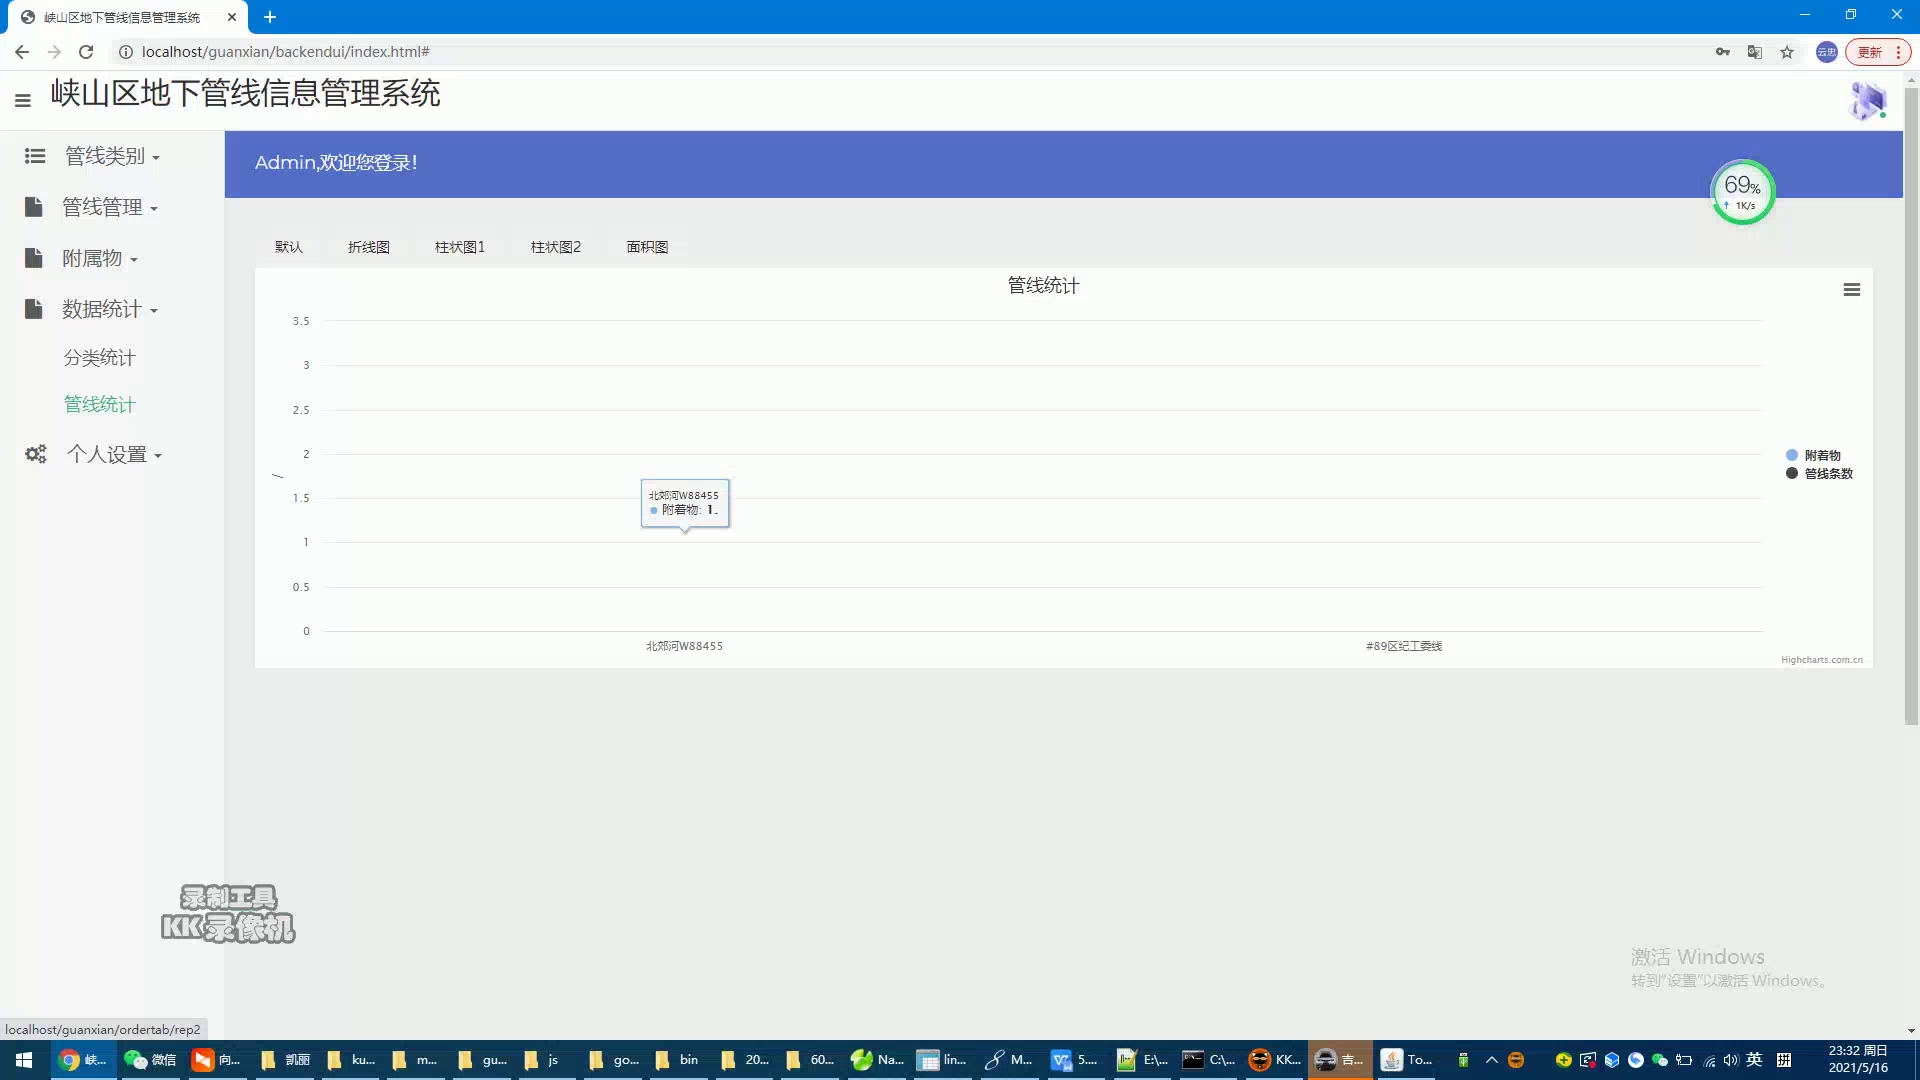 峡山区地下管线信息管理系统
localhost/guanxian/backendui/index.html#
云忠
更新
峡山区地下管线信息管理系统
管线类别
管线管理
附属物
数据统计
分类统计
管线统计
个人设置
Admin,欢迎您登录!
69%
1K/s
默认 折线图 柱状图1 柱状图2 面积图
管线统计
3.5
3
2.5
2
1.5
1
0.5
0
北郊河W88455
附着物: 1.
附着物
管线条数
北郊河W88455
#89区纪工委线
Highcharts.com.cn
录制工具
KK录像机
激活 Windows
转到"设置"以激活 Windows。
localhost/guanxian/ordertab/rep2
峡... 微信 向... 凯丽 ku... m... gu... js go... bin 20... 60... Na... lin... M... 5.... E:\... C:\... KK... 吉... To... 英 拼
23:32 周日
2021/5/16